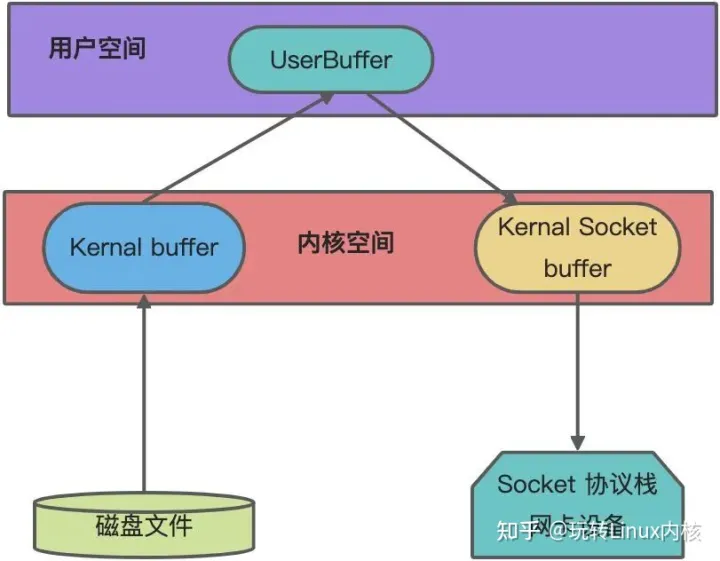 用户空间
UserBuffer
Kernal buffer
内核空间
Kernal Socket
buffer
磁盘文件
Socket 协议栈
网卡设备
知乎 @玩转Linux内核